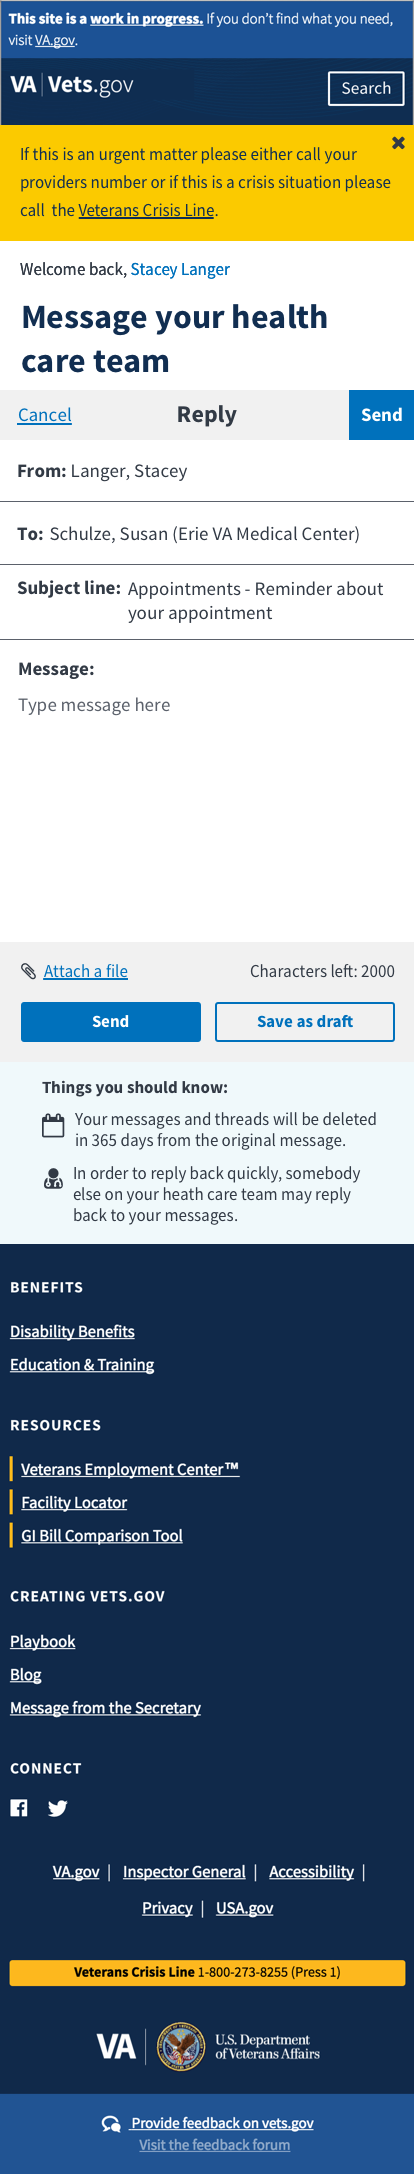 This site is a work in progress. If you don't find what you need,
visit VA.gov.
VA | Vets.gov
Search
If this is an urgent matter please either call your
providers number or if this is a crisis situation please
call the Veterans Crisis Line.
Welcome back, Stacey Langer
Message your health
care team
Cancel
Reply
Send
From: Langer, Stacey
To: Schulze, Susan (Erie VA Medical Center)
Subject line: Appointments - Reminder about
your appointment
Message:
Type message here
Attach a file
Characters left: 2000
Send
Save as draft
Things you should know:
Your messages and threads will be deleted
in 365 days from the original message.
In order to reply back quickly, somebody
else on your heath care team may reply
back to your messages.
BENEFITS
Disability Benefits
Education & Training
RESOURCES
Veterans Employment Center™
Facility Locator
GI Bill Comparison Tool
CREATING VETS.GOV
Playbook
Blog
Message from the Secretary
CONNECT
VA.gov | Inspector General | Accessibility |
Privacy | USA.gov
Veterans Crisis Line 1-800-273-8255 (Press 1)
VA
U.S. Department
of Veterans Affairs
Provide feedback on vets.gov
Visit the feedback forum